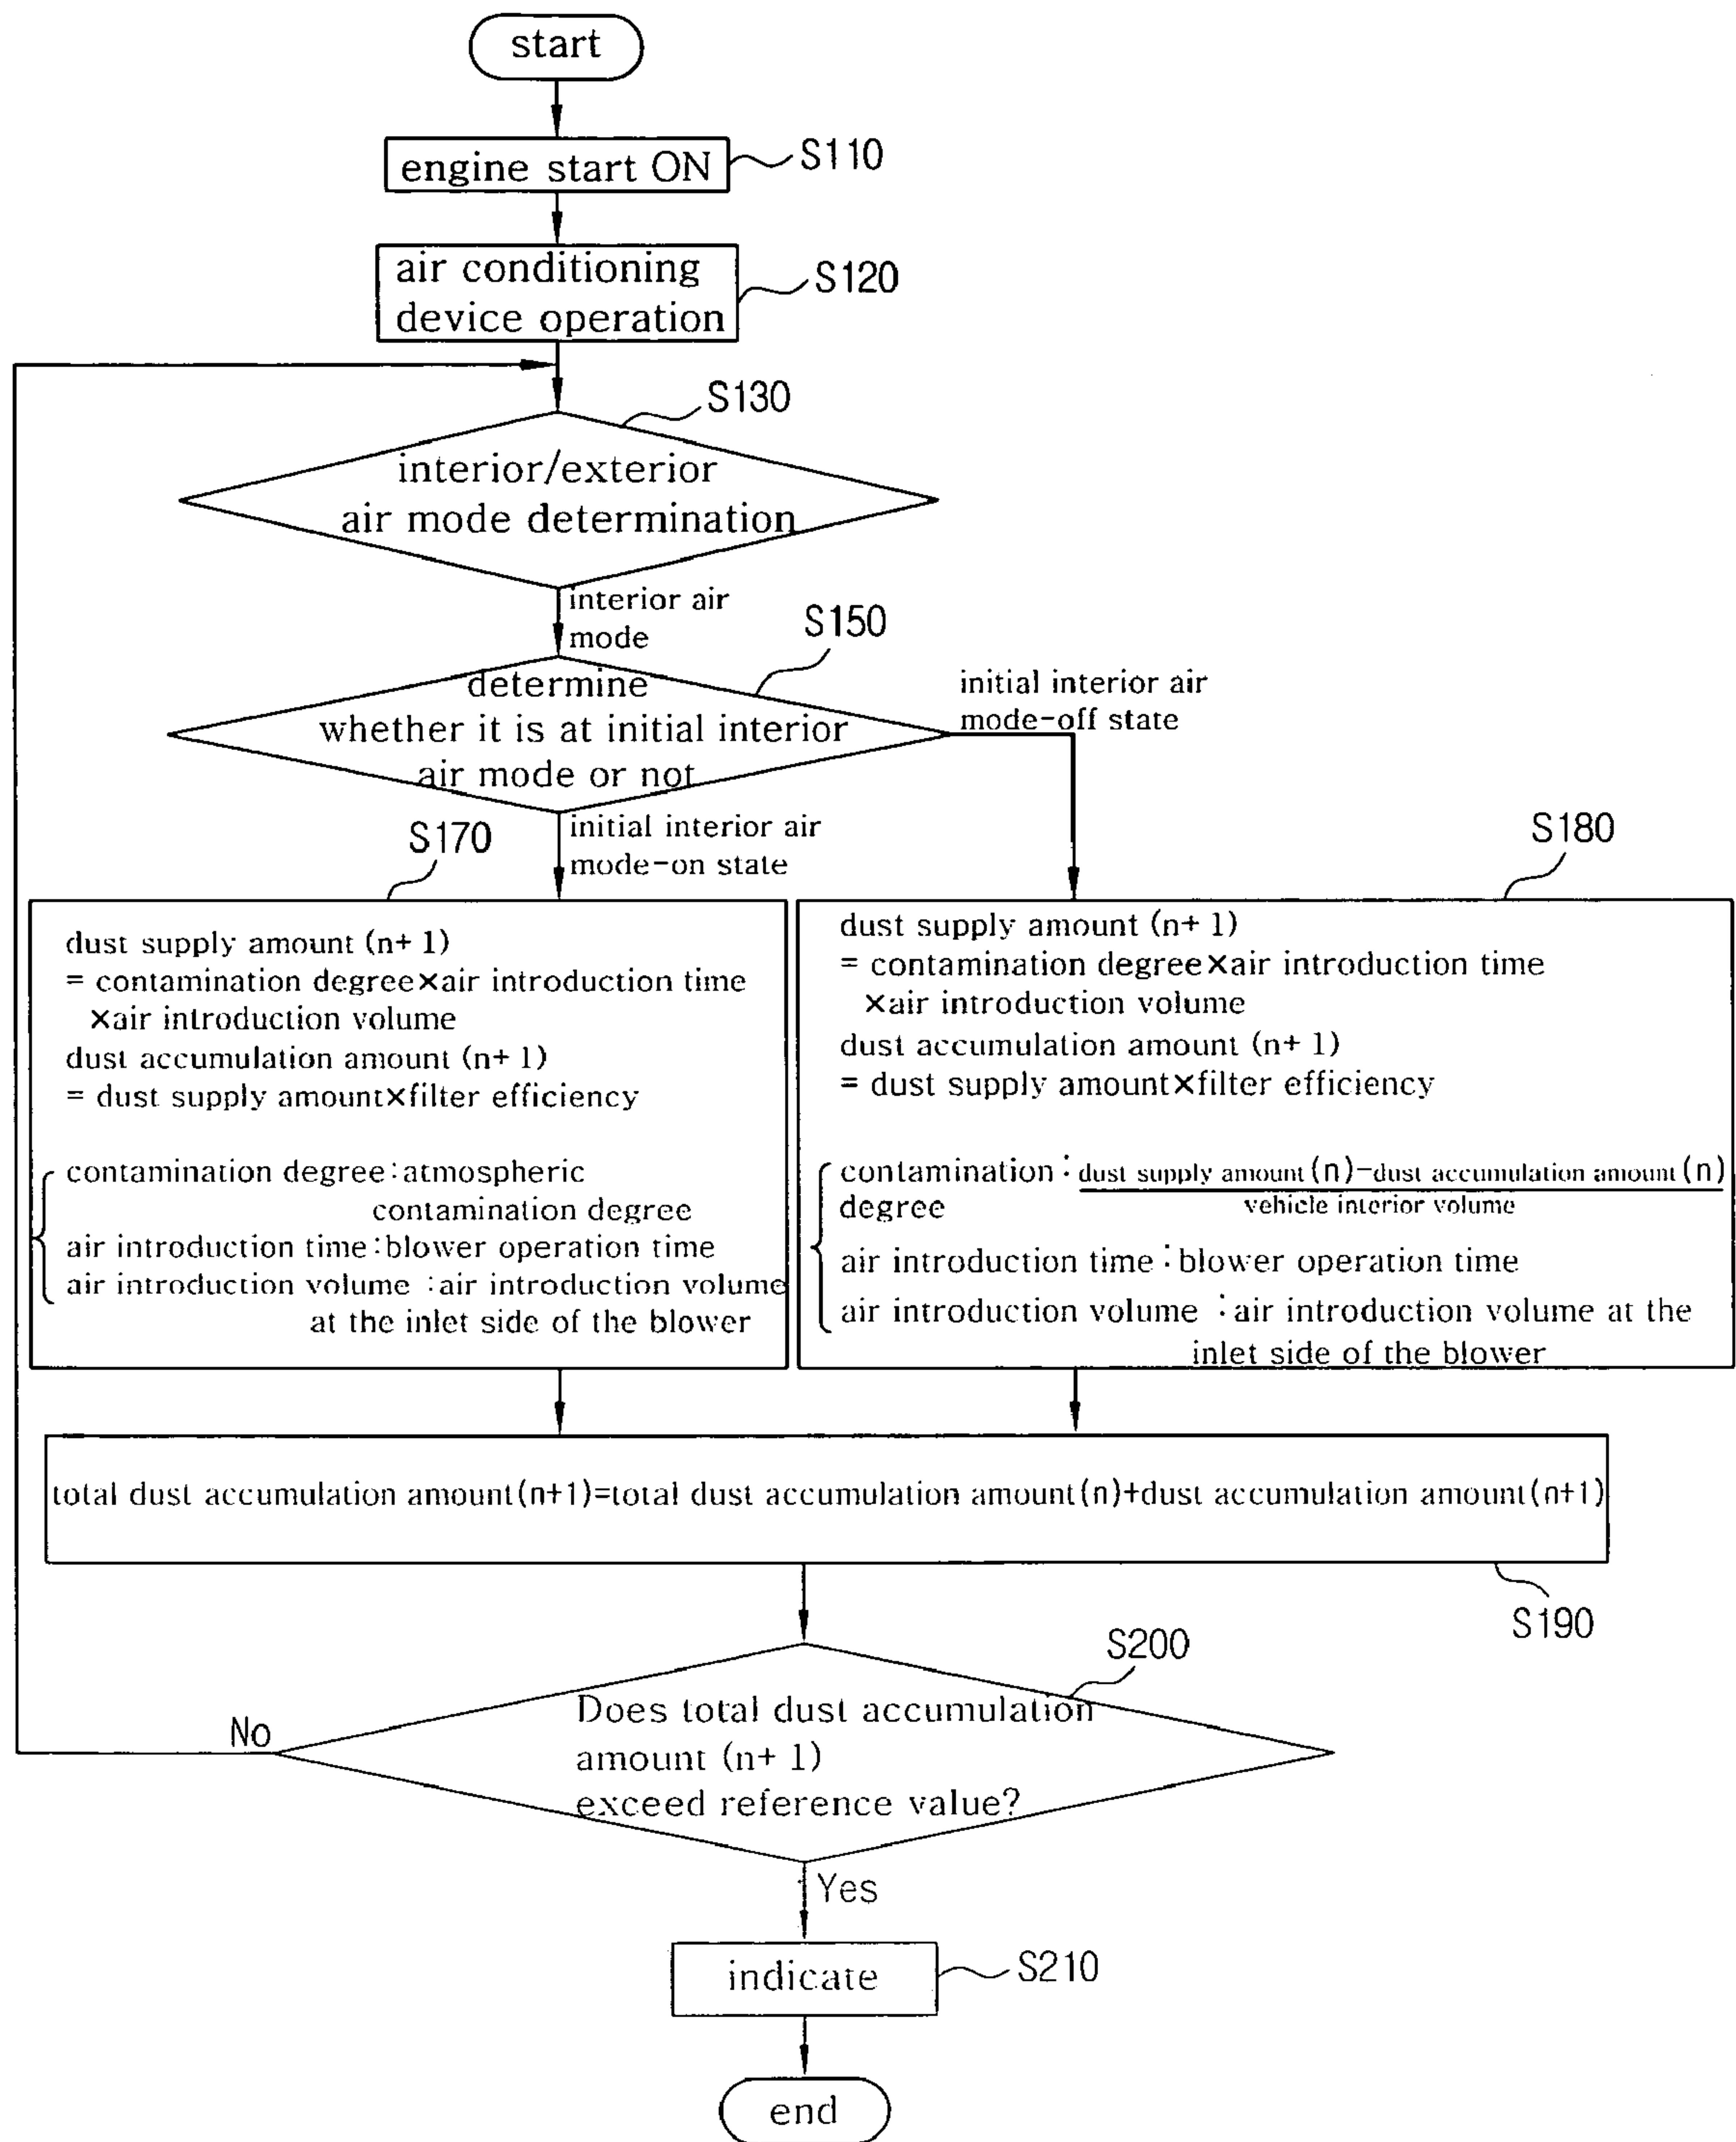 start
engine start ON
S110
air conditioning
device operation
S120
S130
interior/exterior
air mode determination
interior air
mode
S150
determine
whether it is at initial interior
air mode or not
initial interior air
mode-off state
initial interior air
mode-on state
S170
dust supply amount (n+1)
= contamination degree×air introduction time
×air introduction volume
dust accumulation amount (n+1)
= dust supply amount×filter efficiency
contamination degree:atmospheric
contamination degree
air introduction time:blower operation time
air introduction volume :air introduction volume
at the inlet side of the blower
S180
dust supply amount (n+1)
= contamination degree×air introduction time
×air introduction volume
dust accumulation amount (n+1)
= dust supply amount×filter efficiency
contamination : dust supply amount(n)-dust accumulation amount(n)
degree
vehicle interior volume
air introduction time:blower operation time
air introduction volume :air introduction volume at the
inlet side of the blower
total dust accumulation amount(n+1)=total dust accumulation amount(n)+dust accumulation amount(n+1)
S190
S200
Does total dust accumulation
amount (n+1)
exceed reference value?
No
Yes
indicate
S210
end